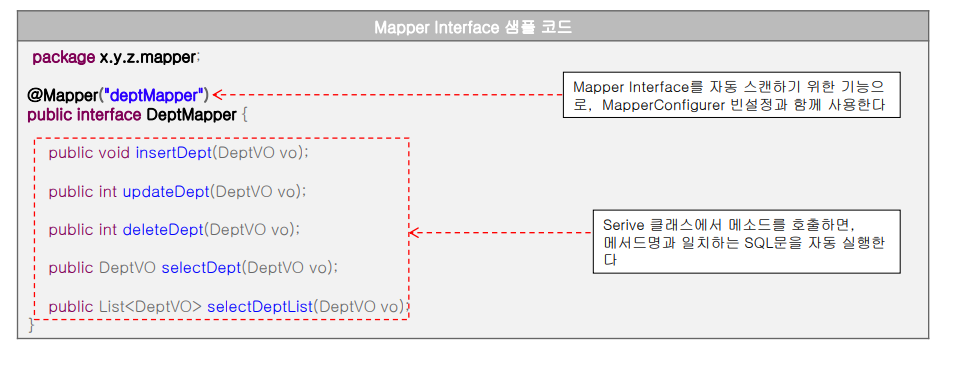 Mapper Interface 샘플 코드
package x.y.z.mapper;
@Mapper("deptMapper")
public interface DeptMapper {
Mapper Interface를 자동 스캔하기 위한 기능으
로, MapperConfigurer 빈설정과 함께 사용한다
public void insertDept(DeptVO vo);
public int updateDept(DeptVO vo);
public int deleteDept(DeptVO vo);
Serive 클래스에서 메소드를 호출하면,
메서드명과 일치하는 SQL문을 자동 실행한
다
public DeptVO selectDept(DeptVO vo);
public List<DeptVO> selectDeptList(DeptVO vo);
}